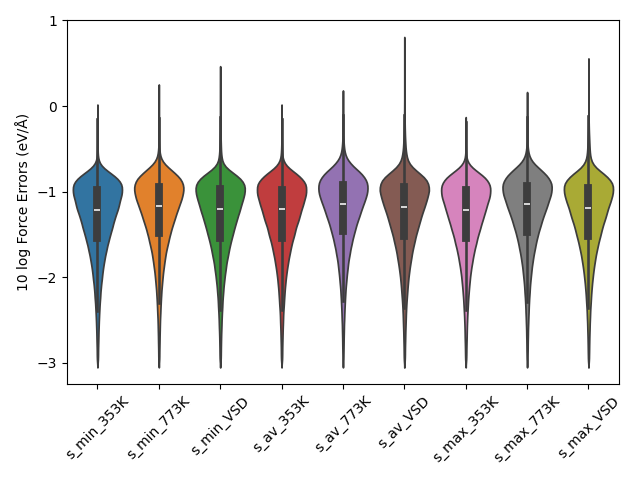 10 log Force Errors (eV/Å)
1
0
−1
−2
−3
s_min_353K
s_min_773K
s_min_VSD
s_av_353K
s_av_773K
s_av_VSD
s_max_353K
s_max_773K
s_max_VSD